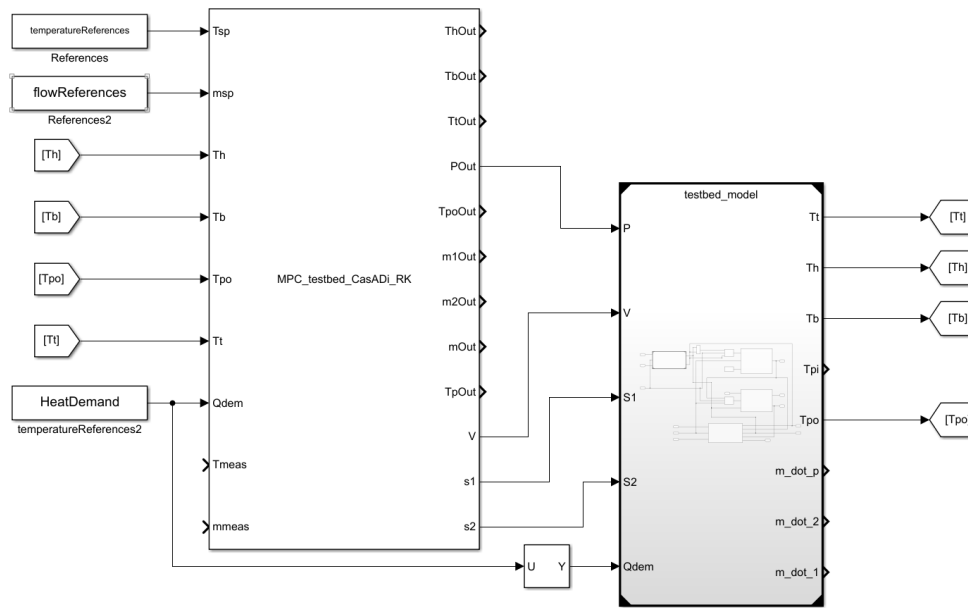 temperatureReferences
References
flowReferences
References2
[Th]
[Tb]
[Tpo]
[Tt]
HeatDemand
temperatureReferences2
Tsp
msp
Th
Tb
Tpo
Tt
Qdem
Tmeas
mmeas
MPC_testbed_CasADi_RK
ThOut
TbOut
TtOut
POut
TpoOut
m1Out
m2Out
mOut
TpOut
V
s1
s2
U Y
testbed_model
P
V
S1
S2
Qdem
Tt
Th
Tb
Tpi
Tpo
m_dot_p
m_dot_2
m_dot_1
[Tt]
[Th]
[Tb]
[Tpo]